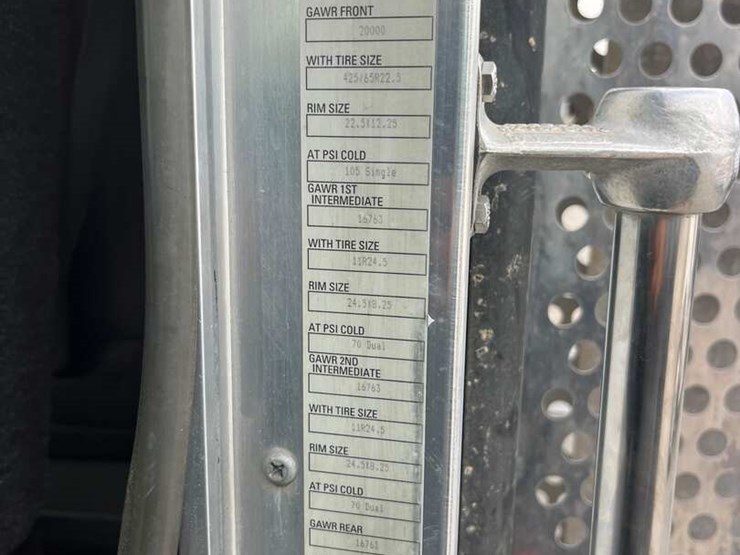 GAWR FRONT
20000
WITH TIRE SIZE
425/65R22.5
RIM SIZE
22.5X12.25
AT PSI COLD
105 Single
GAWR 1ST
INTERMEDIATE
16763
WITH TIRE SIZE
11R24.5
RIM SIZE
24.5X8.25
AT PSI COLD
70 Dual
GAWR 2ND
INTERMEDIATE
16763
WITH TIRE SIZE
11R24.5
RIM SIZE
24.5X8.25
AT PSI COLD
70 Dual
GAWR REAR
16763